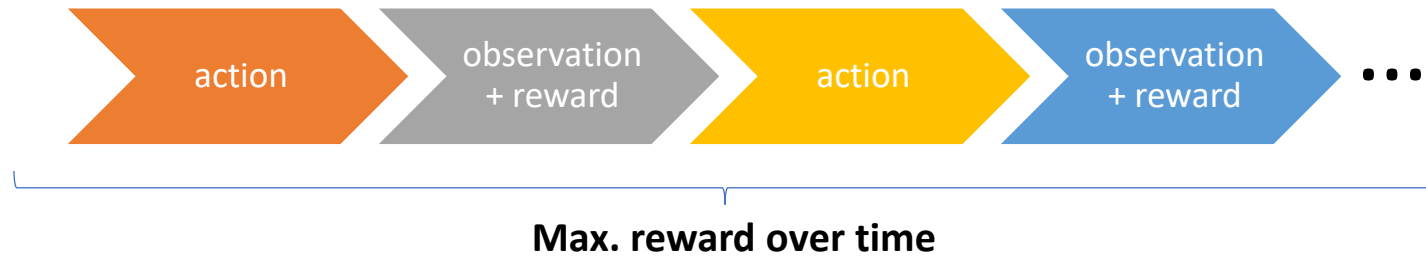 action
observation
+ reward
action
observation
+ reward
...
Max. reward over time